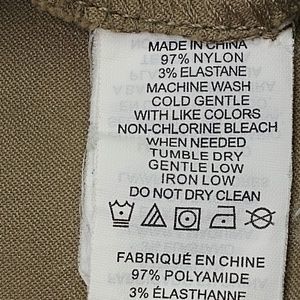 MADE IN CHINA
97% NYLON
3% ELASTANE
MACHINE WASH
COLD GENTLE
WITH LIKE COLORS
NON-CHLORINE BLEACH
WHEN NEEDED
TUMBLE DRY
GENTLE LOW
IRON LOW
DO NOT DRY CLEAN
FABRIQUÉ EN CHINE
97% POLYAMIDE
3% ÉLASTHANNE